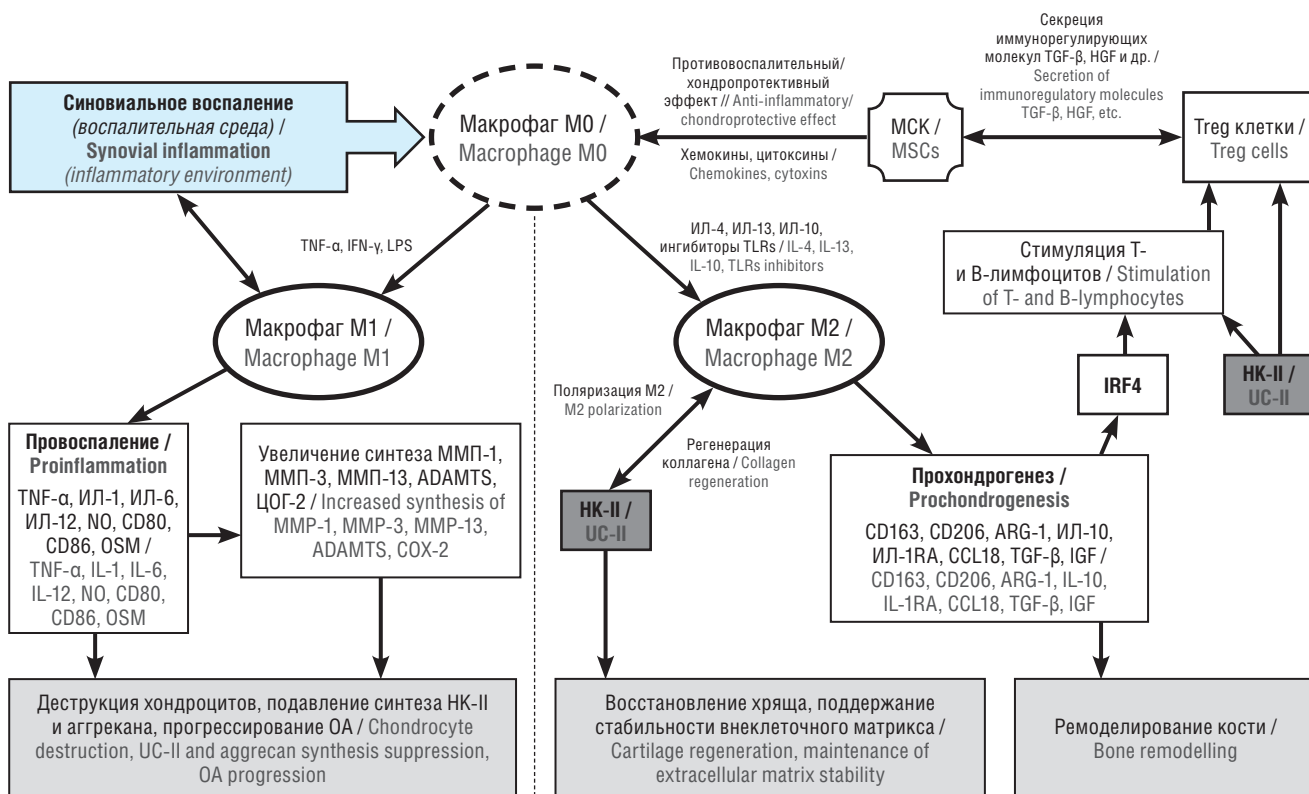 Синовиальное воспаление
(воспалительная среда) /
Synovial inflammation
(inflammatory environment)
Макрофаг М0 /
Macrophage M0
Противовоспалительный/
хондропротективный
эффект // Anti-inflammatory/
chondroprotective effect
Хемокины, цитоксины /
Chemokines, cytoxins
МСК /
MSCs
Секреция
иммунорегулирующих
молекул TGF-β, HGF и др. /
Secretion of
immunoregulatory molecules
TGF-β, HGF, etc.
Treg клетки /
Treg cells
TNF-α, IFN-γ, LPS
ИЛ-4, ИЛ-13, ИЛ-10,
ингибиторы TLRs / IL-4, IL-13,
IL-10, TLRs inhibitors
Стимуляция Т-
и В-лимфоцитов / Stimulation
of T- and B-lymphocytes
Макрофаг М1 /
Macrophage M1
Макрофаг М2 /
Macrophage M2
IRF4
НК-II /
UC-II
Поляризация М2 /
M2 polarization
Регенерация
коллагена / Collagen
regeneration
НК-II /
UC-II
Провоспаление /
Proinflammation
TNF-α, ИЛ-1, ИЛ-6,
ИЛ-12, NO, CD80,
CD86, OSM /
TNF-α, IL-1, IL-6,
IL-12, NO, CD80,
CD86, OSM
Увеличение синтеза ММП-1,
ММП-3, ММП-13, ADAMTS,
ЦОГ-2 / Increased synthesis of
MMP-1, MMP-3, MMP-13,
ADAMTS, COX-2
Прохондрогенез /
Prochondrogenesis
CD163, CD206, ARG-1, ИЛ-10,
ИЛ-1RA, CCL18, TGF-β, IGF /
CD163, CD206, ARG-1, IL-10,
IL-1RA, CCL18, TGF-β, IGF
Деструкция хондроцитов, подавление синтеза НК-II
и аггрекана, прогрессирование ОА / Chondrocyte
destruction, UC-II and aggrecan synthesis suppression,
OA progression
Восстановление хряща, поддержание
стабильности внеклеточного матрикса /
Cartilage regeneration, maintenance of
extracellular matrix stability
Ремоделирование кости /
Bone remodelling